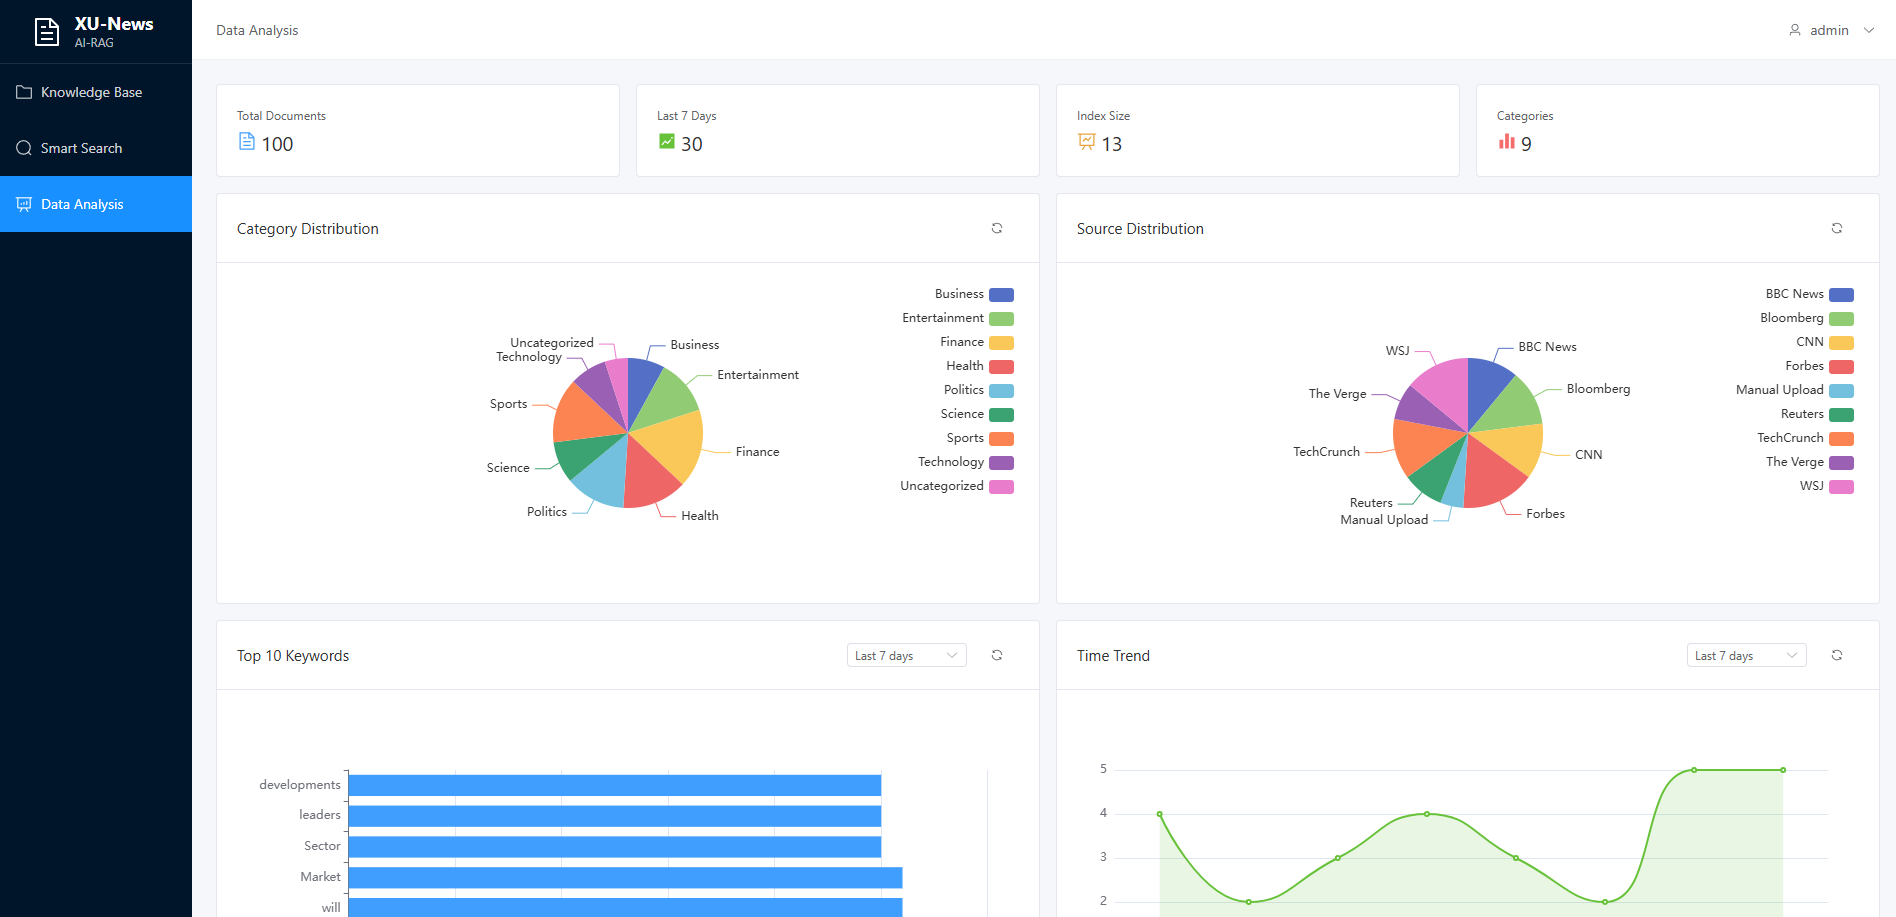 XU-News
AI-RAG
Knowledge Base
Smart Search
Data Analysis
Data Analysis
admin
Total Documents
100
Last 7 Days
30
Index Size
13
Categories
9
Category Distribution
Business
Entertainment
Finance
Health
Politics
Science
Sports
Technology
Uncategorized
Uncategorized
Technology
Sports
Science
Politics
Business
Entertainment
Finance
Health
Source Distribution
BBC News
Bloomberg
CNN
Forbes
Manual Upload
Reuters
TechCrunch
The Verge
WSJ
WSJ
The Verge
TechCrunch
Reuters
Manual Upload
BBC News
Bloomberg
CNN
Forbes
Top 10 Keywords
Last 7 days
developments
leaders
Sector
Market
will
Time Trend
Last 7 days
5
4
3
2